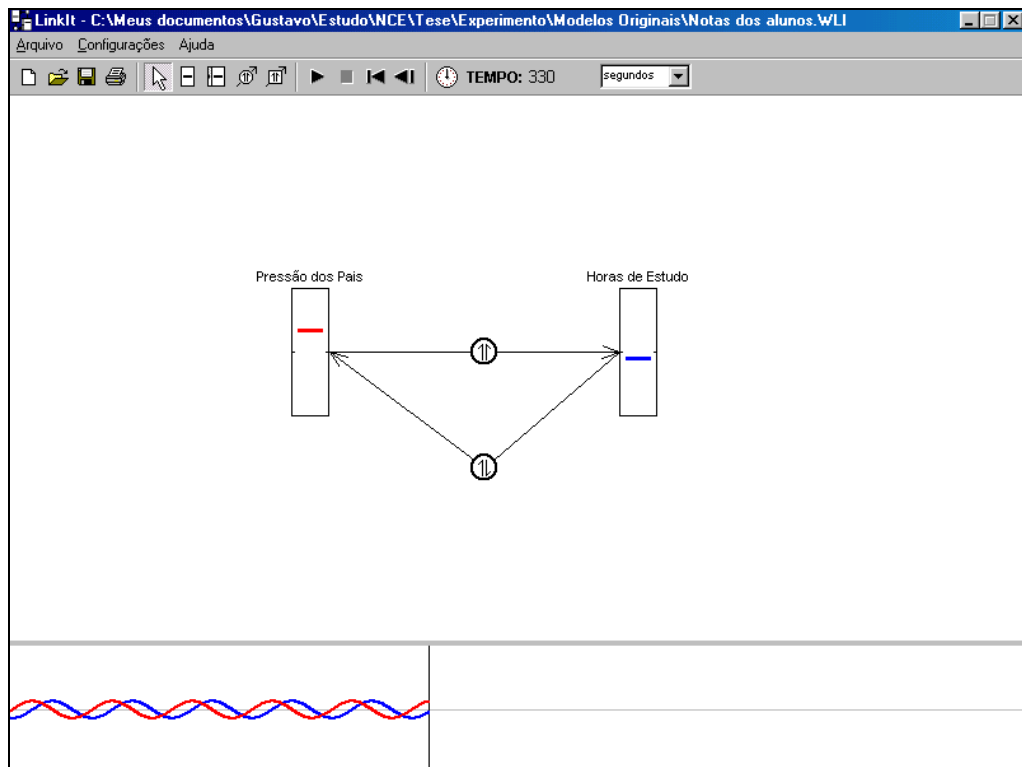 LinkIt - C:\Meus documentos\Gustavo\Estudo\NCE\Tese\Experimento\Modelos Originais\Notas dos alunos.WLI
Arquivo Configurações Ajuda
TEMPO: 330 segundos
Pressão dos Pais Horas de Estudo